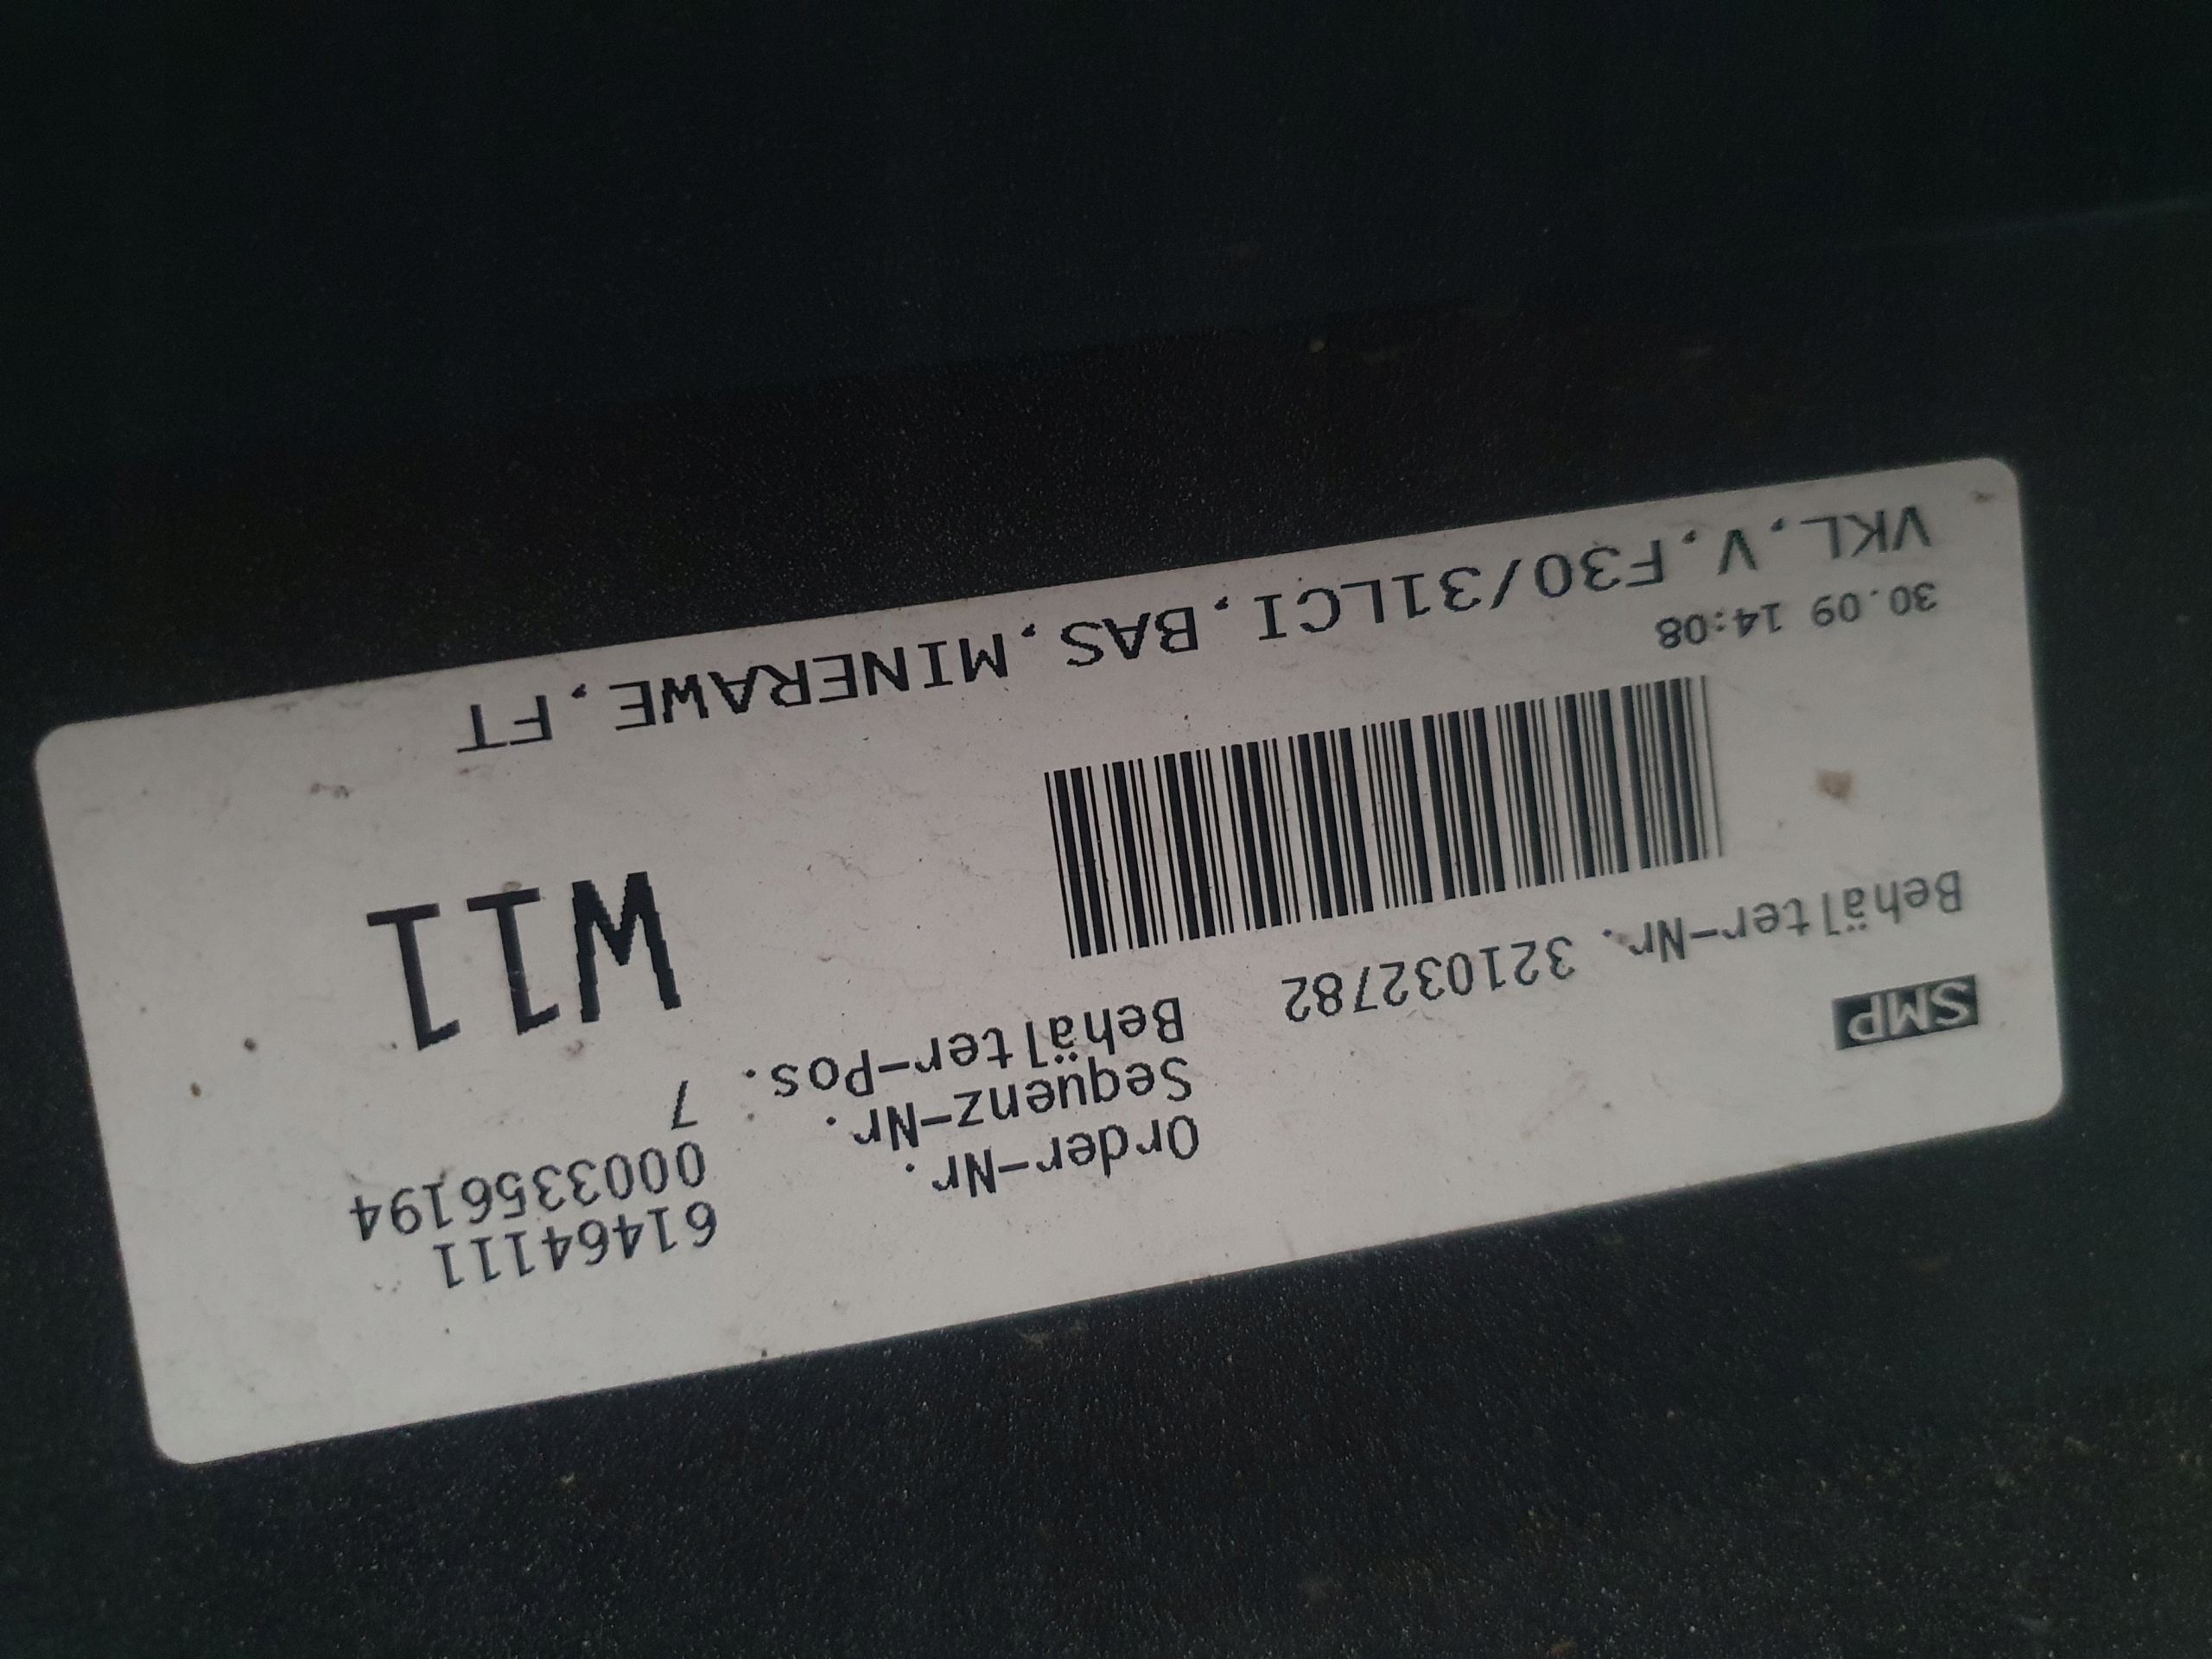 VKL.V.F30/31LCI.BAS.MINERAWE.FT
30.09 14:08
W11
Behälter-Nr. 321032782
SMP
Behälter-Pos. 7
Sequenz-Nr. 0003356194
Order-Nr. 61464111